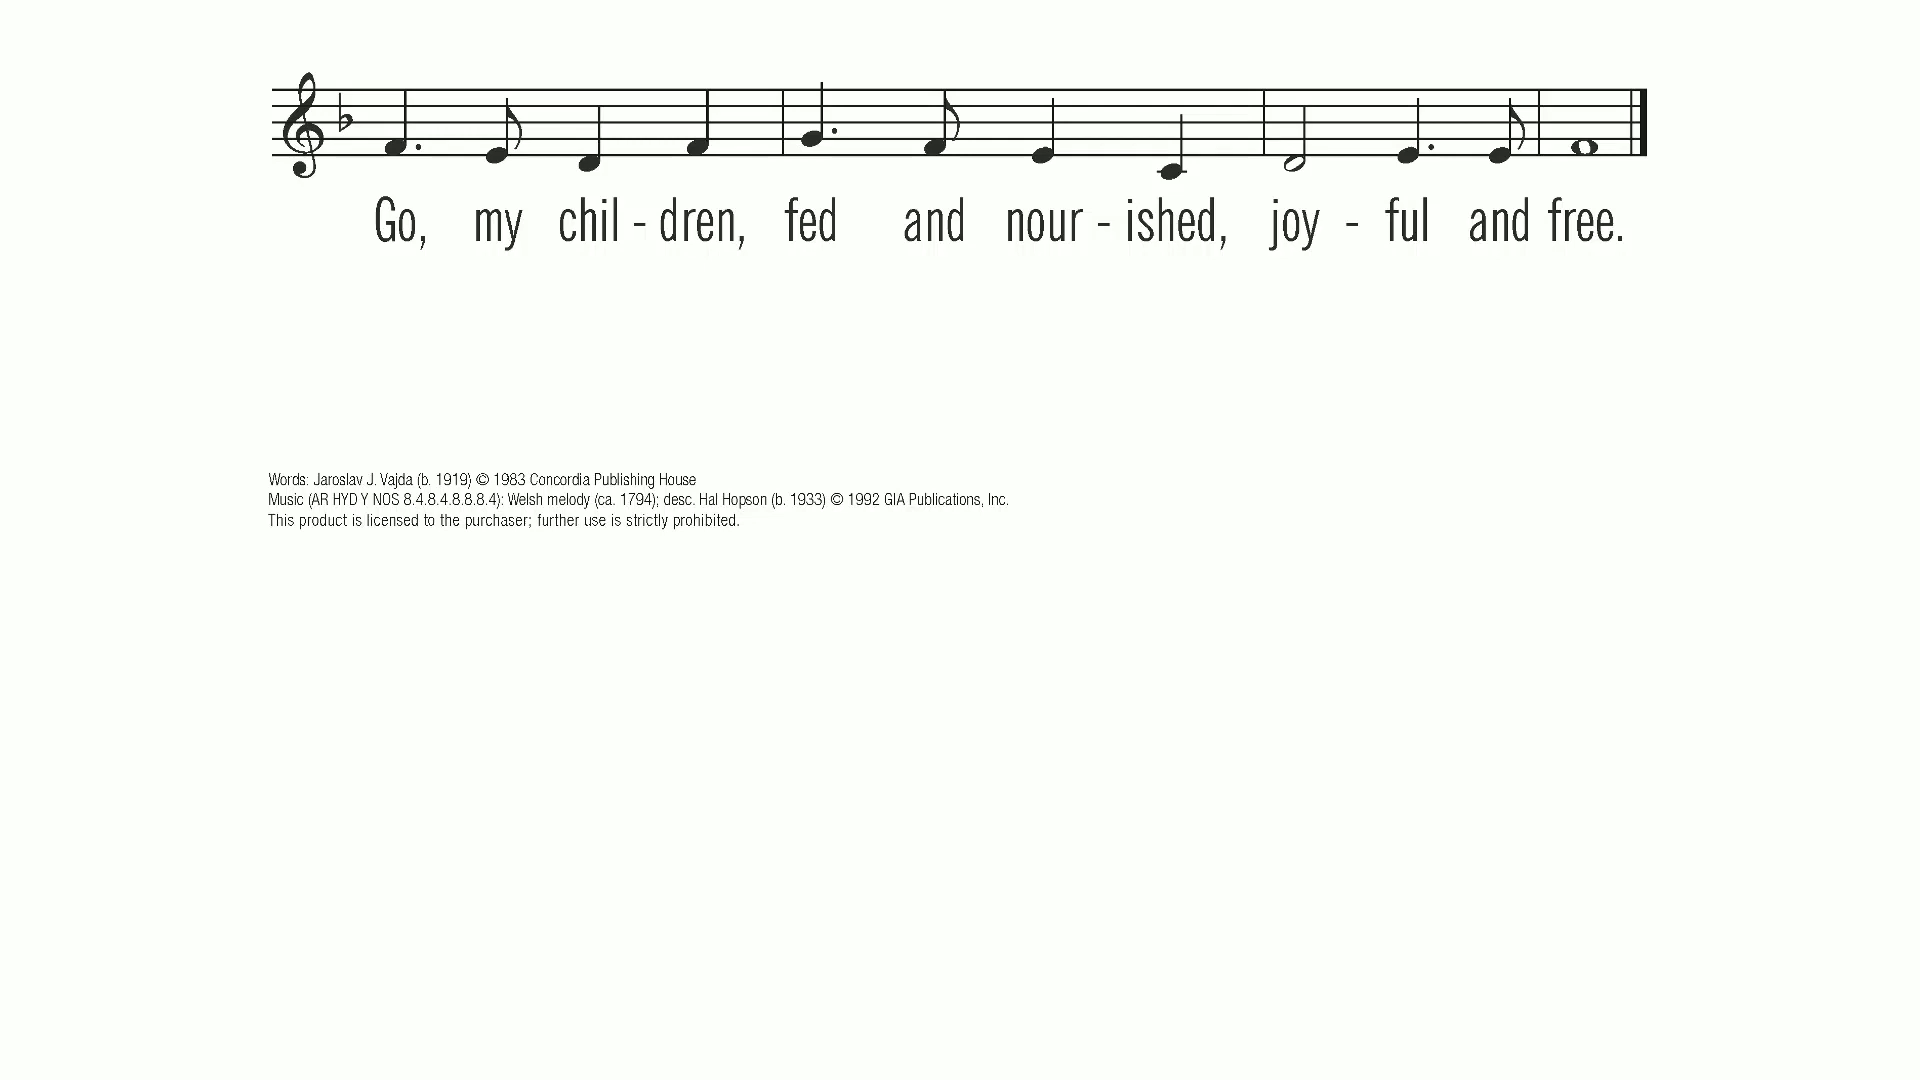 Go, my chil - dren, fed and nour - ished, joy - ful and free.
Words: Jaroslav J. Vajda (b. 1919) © 1983 Concordia Publishing House
Music (AR HYD Y NOS 8.4.8.4.8.8.8.4): Welsh melody (ca. 1794); desc. Hal Hopson (b. 1933) © 1992 GIA Publications, Inc.
This product is licensed to the purchaser; further use is strictly prohibited.